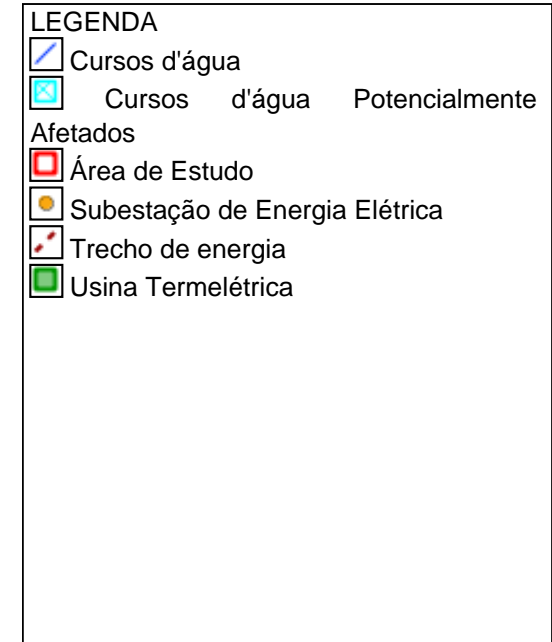 LEGENDA
Cursos d'água
Cursos d'água Potencialmente
Afetados
Área de Estudo
Subestação de Energia Elétrica
Trecho de energia
Usina Termelétrica